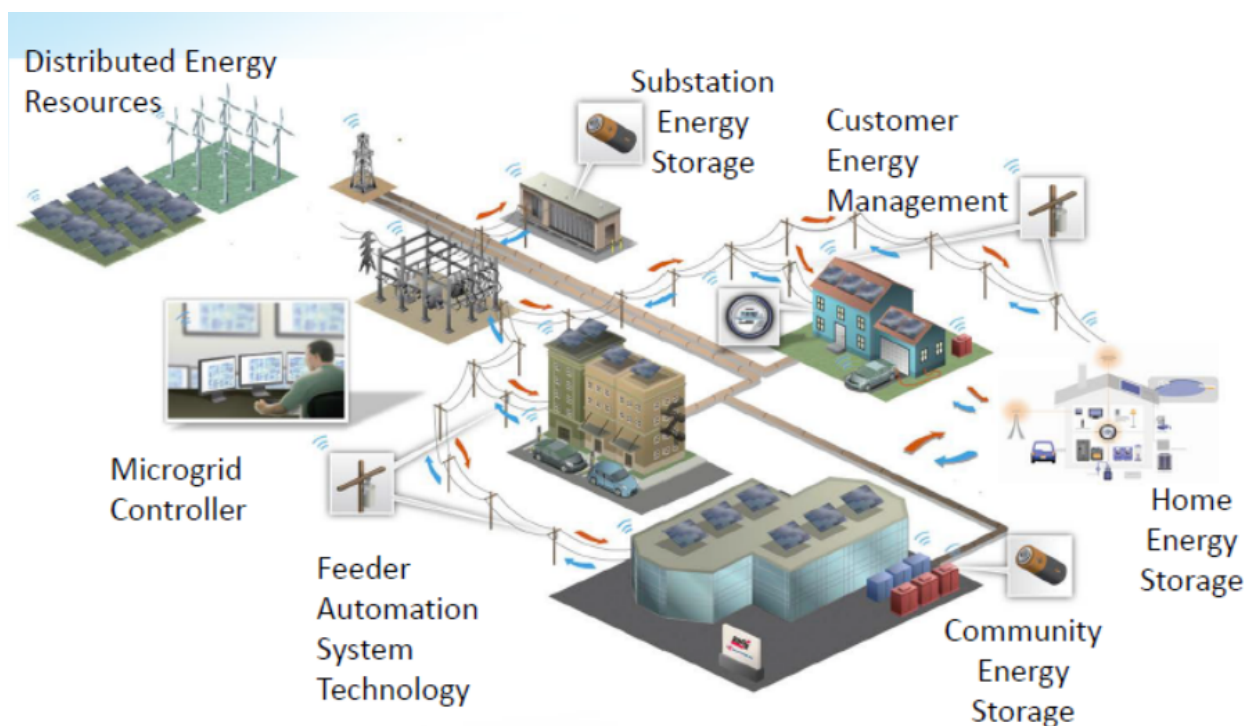 Distributed Energy
Resources
Substation
Energy
Storage
Customer
Energy
Management
Microgrid
Controller
Feeder
Automation
System
Technology
Home
Energy
Storage
Community
Energy
Storage